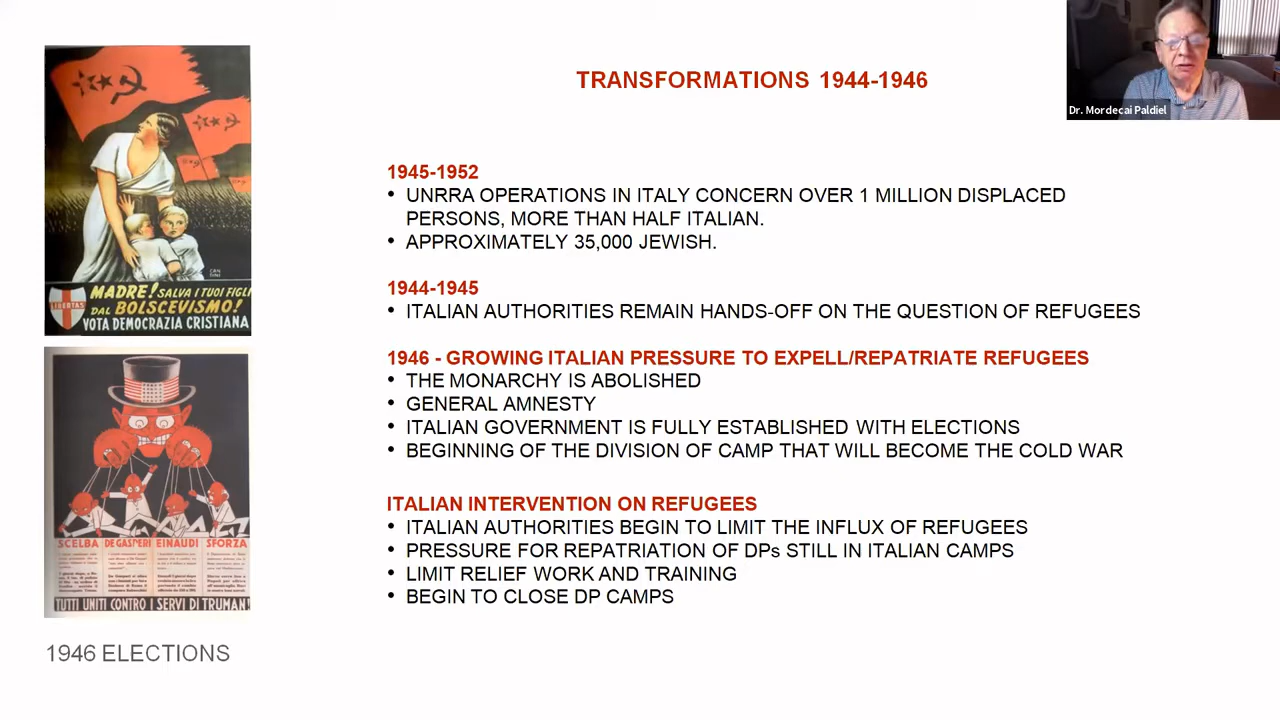 TRANSFORMATIONS 1944-1946
Dr. Mordecai Paldiel
1945-1952
• UNRRA OPERATIONS IN ITALY CONCERN OVER 1 MILLION DISPLACED
PERSONS, MORE THAN HALF ITALIAN.
• APPROXIMATELY 35,000 JEWISH.
1944-1945
• ITALIAN AUTHORITIES REMAIN HANDS-OFF ON THE QUESTION OF REFUGEES
1946 - GROWING ITALIAN PRESSURE TO EXPELL/REPATRIATE REFUGEES
• THE MONARCHY IS ABOLISHED
• GENERAL AMNESTY
• ITALIAN GOVERNMENT IS FULLY ESTABLISHED WITH ELECTIONS
• BEGINNING OF THE DIVISION OF CAMP THAT WILL BECOME THE COLD WAR
ITALIAN INTERVENTION ON REFUGEES
• ITALIAN AUTHORITIES BEGIN TO LIMIT THE INFLUX OF REFUGEES
• PRESSURE FOR REPATRIATION OF DPs STILL IN ITALIAN CAMPS
• LIMIT RELIEF WORK AND TRAINING
• BEGIN TO CLOSE DP CAMPS
LIBERTAS
MADRE! SALVA I TUOI FIGLI
DAL BOLSCEVISMO!
VOTA DEMOCRAZIA CRISTIANA
SCELBA DE GASPERI EINAUDI SFORZA
TUTTI UNITI CONTRO I SERVI DI TRUMAN!
1946 ELECTIONS